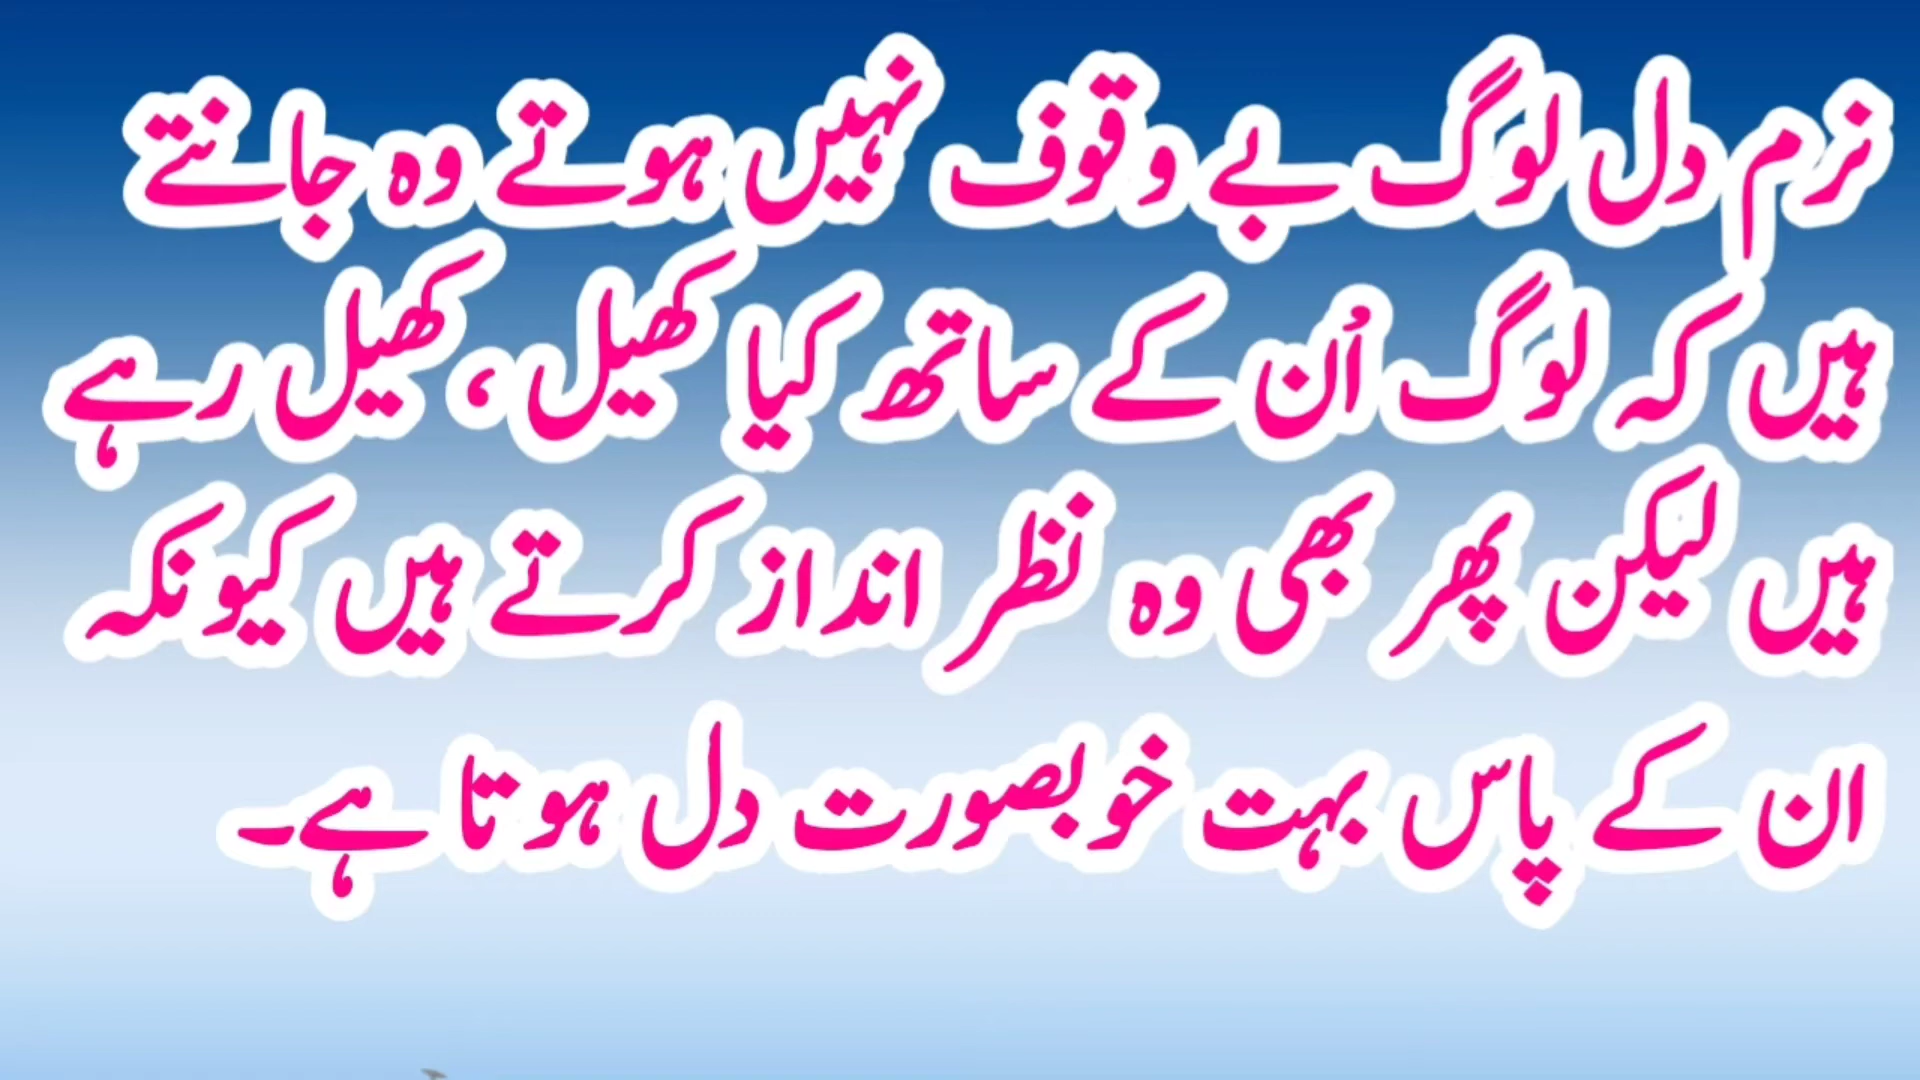 نرم دل لوگ بے وقوف نہیں ہوتے وہ جانتے
ہیں کہ لوگ اُن کے ساتھ کیا کھیل، کھیل رہے
ہیں لیکن پھر بھی وہ نظر انداز کرتے ہیں کیونکہ
ان کے پاس بہت خوبصورت دل ہوتا ہے۔